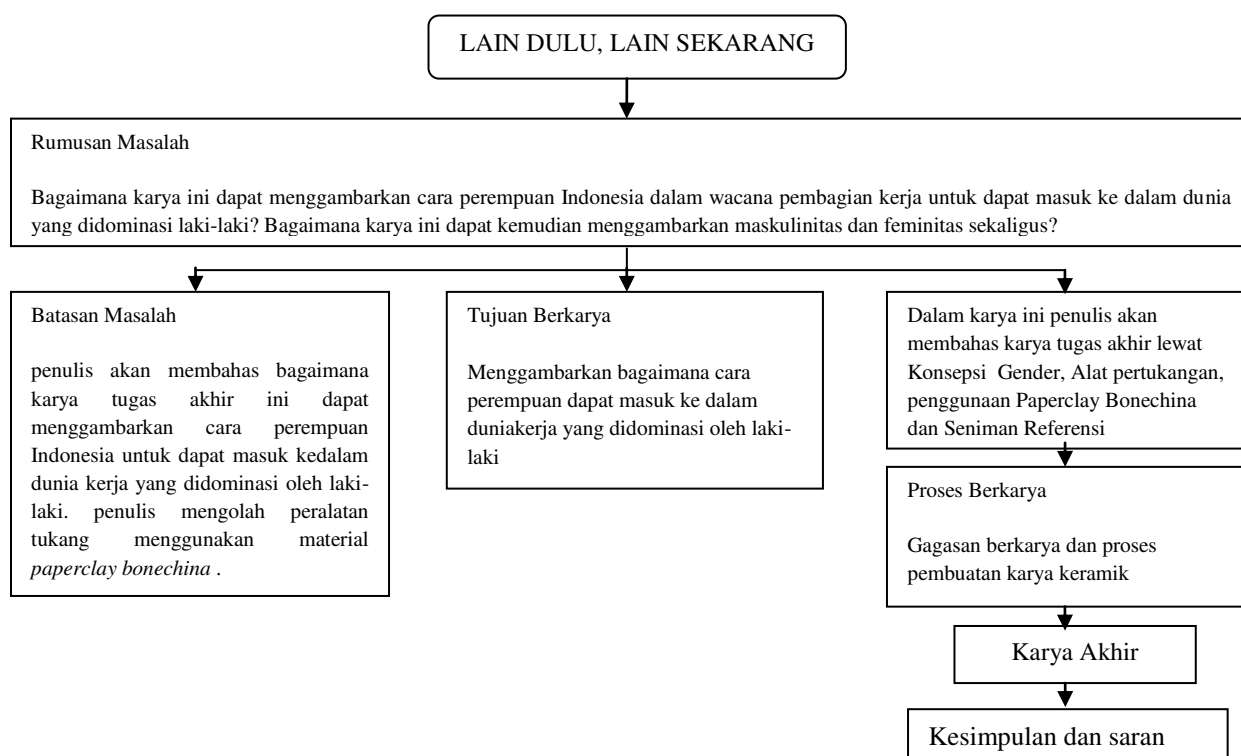 LAIN DULU, LAIN SEKARANG
Rumusan Masalah
Bagaimana karya ini dapat menggambarkan cara perempuan Indonesia dalam wacana pembagian kerja untuk dapat masuk ke dalam dunia
yang didominasi laki-laki? Bagaimana karya ini dapat kemudian menggambarkan maskulinitas dan feminitas sekaligus?
Batasan Masalah
penulis akan membahas bagaimana
karya tugas akhir ini dapat
menggambarkan cara perempuan
Indonesia untuk dapat masuk kedalam
dunia kerja yang didominasi oleh laki-
laki. penulis mengolah peralatan
tukang menggunakan material
paperclay bonechina .
Tujuan Berkarya
Menggambarkan bagaimana cara
perempuan dapat masuk ke dalam
duniakerja yang didominasi oleh laki-
laki
Dalam karya ini penulis akan
membahas karya tugas akhir lewat
Konsepsi Gender, Alat pertukangan,
penggunaan Paperclay Bonechina
dan Seniman Referensi
Proses Berkarya
Gagasan berkarya dan proses
pembuatan karya keramik
Karya Akhir
Kesimpulan dan saran